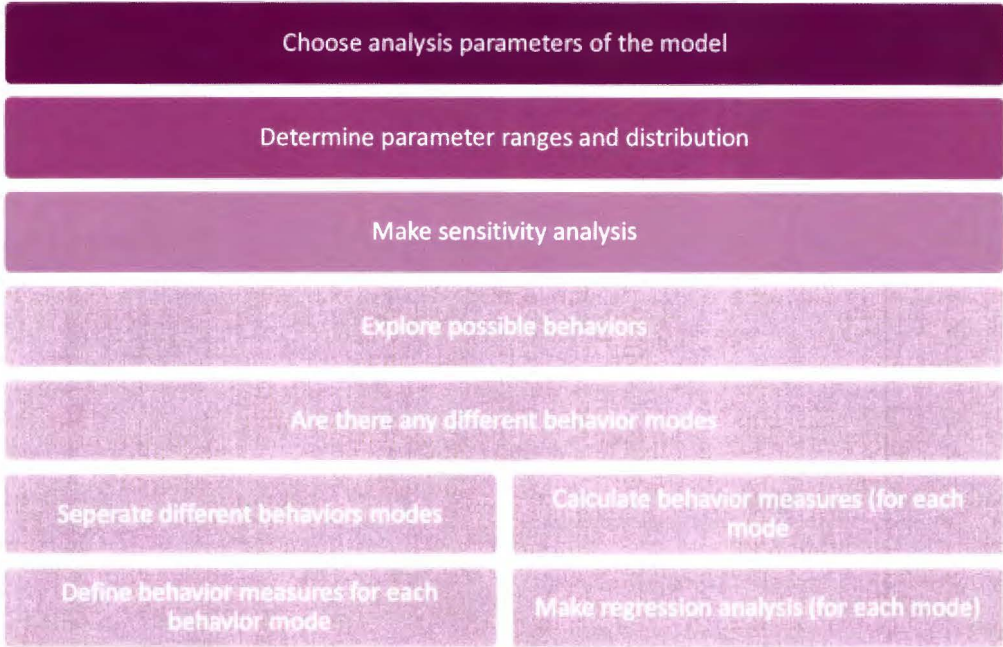 Choose analysis parameters of the model
Determine parameter ranges and distribution
Make sensitivity analysis
Explore possible behaviors
Are there any different behavior modes
Seperate different behaviors modes
Calculate behavior measures (for each
mode
Define behavior measures for each
behavior mode
Make regression analysis (for each mode)